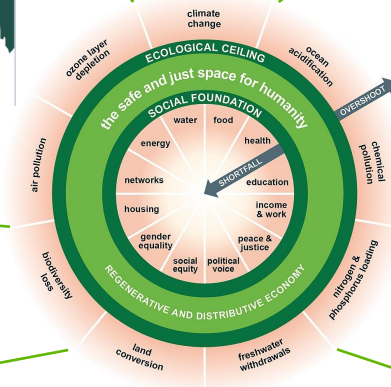 climate
change
ocean
acidification
chemical
pollution
nitrogen &
phosphorus loading
freshwater
withdrawals
land
conversion
biodiversity
loss
air pollution
ozone layer
depletion
ECOLOGICAL CEILING
the safe and just space for humanity
SOCIAL FOUNDATION
OVERSHOOT
SHORTFALL
water
food
health
education
income
& work
peace &
justice
political
voice
social
equity
gender
equality
housing
networks
energy
REGENERATIVE AND DISTRIBUTIVE ECONOMY